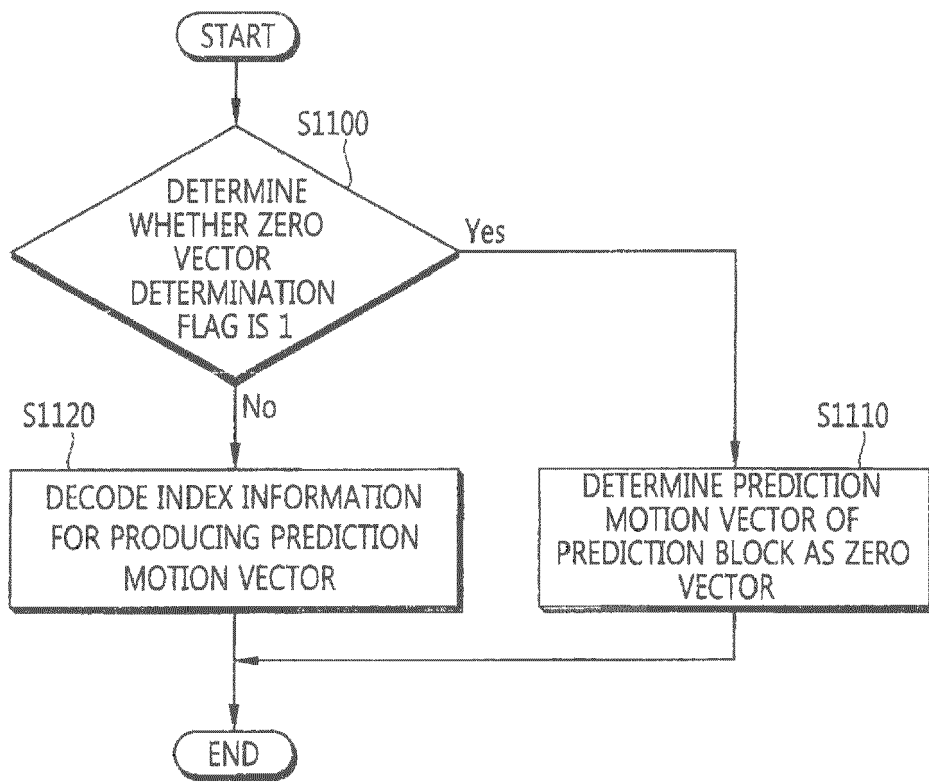 START
S1100
DETERMINE
WHETHER ZERO
VECTOR
DETERMINATION
FLAG IS 1
Yes
No
S1120
S1110
DECODE INDEX INFORMATION
FOR PRODUCING PREDICTION
MOTION VECTOR
DETERMINE PREDICTION
MOTION VECTOR OF
PREDICTION BLOCK AS ZERO
VECTOR
END